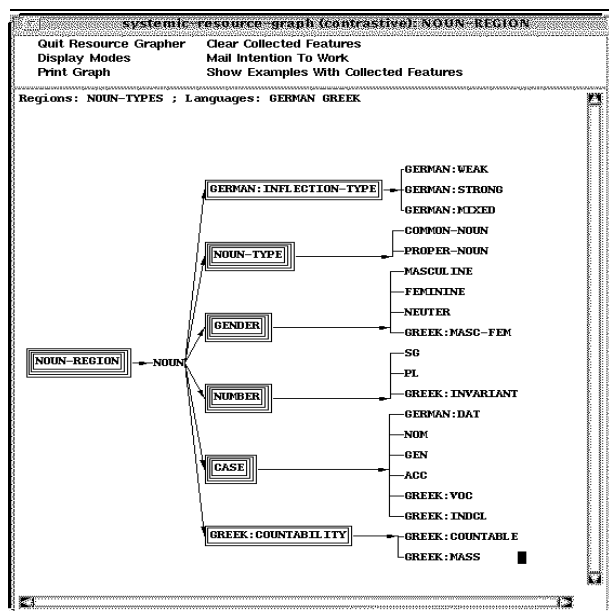 systemic-resource-graph (contrastive): NOUN-REGION
Quit Resource Grapher Clear Collected Features
Display Modes Mail Intention To Work
Print Graph Show Examples With Collected Features
Regions: NOUN-TYPES ; Languages: GERMAN GREEK
GERMAN:WEAK
GERMAN:INFLECTION-TYPE GERMAN:STRONG
GERMAN:MIXED
COMMON-NOUN
NOUN-TYPE PROPER-NOUN
MASCULINE
FEMININE
GENDER NEUTER
GREEK:MASC-FEM
NOUN-REGION NOUN SG
PL
NUMBER GREEK:INVARIANT
GERMAN:DAT
NOM
GEN
CASE ACC
GREEK:VOC
GREEK:INDCL
GREEK:COUNTABILITY GREEK:COUNTABLE
GREEK:MASS